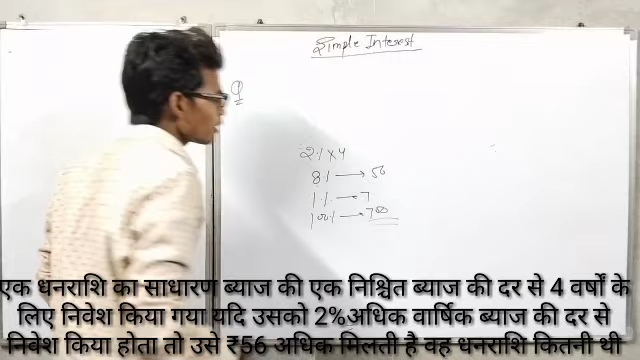 Simple Interest
Q
2% x 4
8% → 56
1% → 7
100% → 700
एक धनराशि का साधारण ब्याज की एक निश्चित ब्याज की दर से 4 वर्षों के
लिए निवेश किया गया यदि उसको 2%अधिक वार्षिक ब्याज की दर से
निवेश किया होता तो उसे ₹56 अधिक मिलती है वह धनराशि कितनी थी